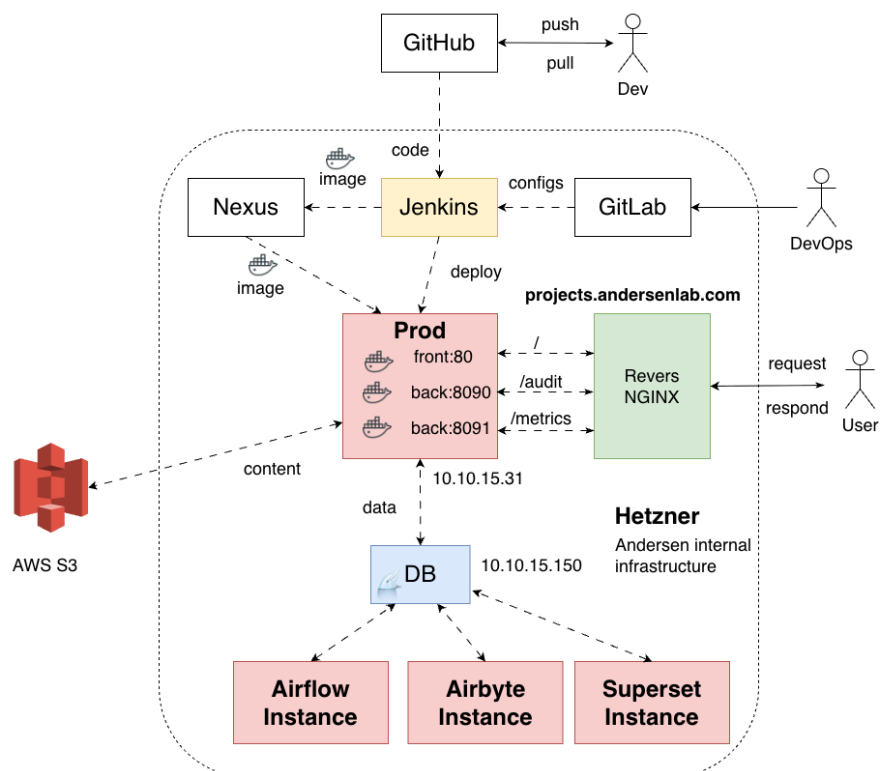 GitHub
push
pull
Dev
code
image
Nexus
Jenkins
configs
GitLab
DevOps
image
deploy
projects.andersenlab.com
Prod
front:80
back:8090
back:8091
/
/audit
/metrics
Revers
NGINX
request
respond
User
content
10.10.15.31
data
AWS S3
Hetzner
Andersen internal
infrastructure
DB
10.10.15.150
Airflow
Instance
Airbyte
Instance
Superset
Instance